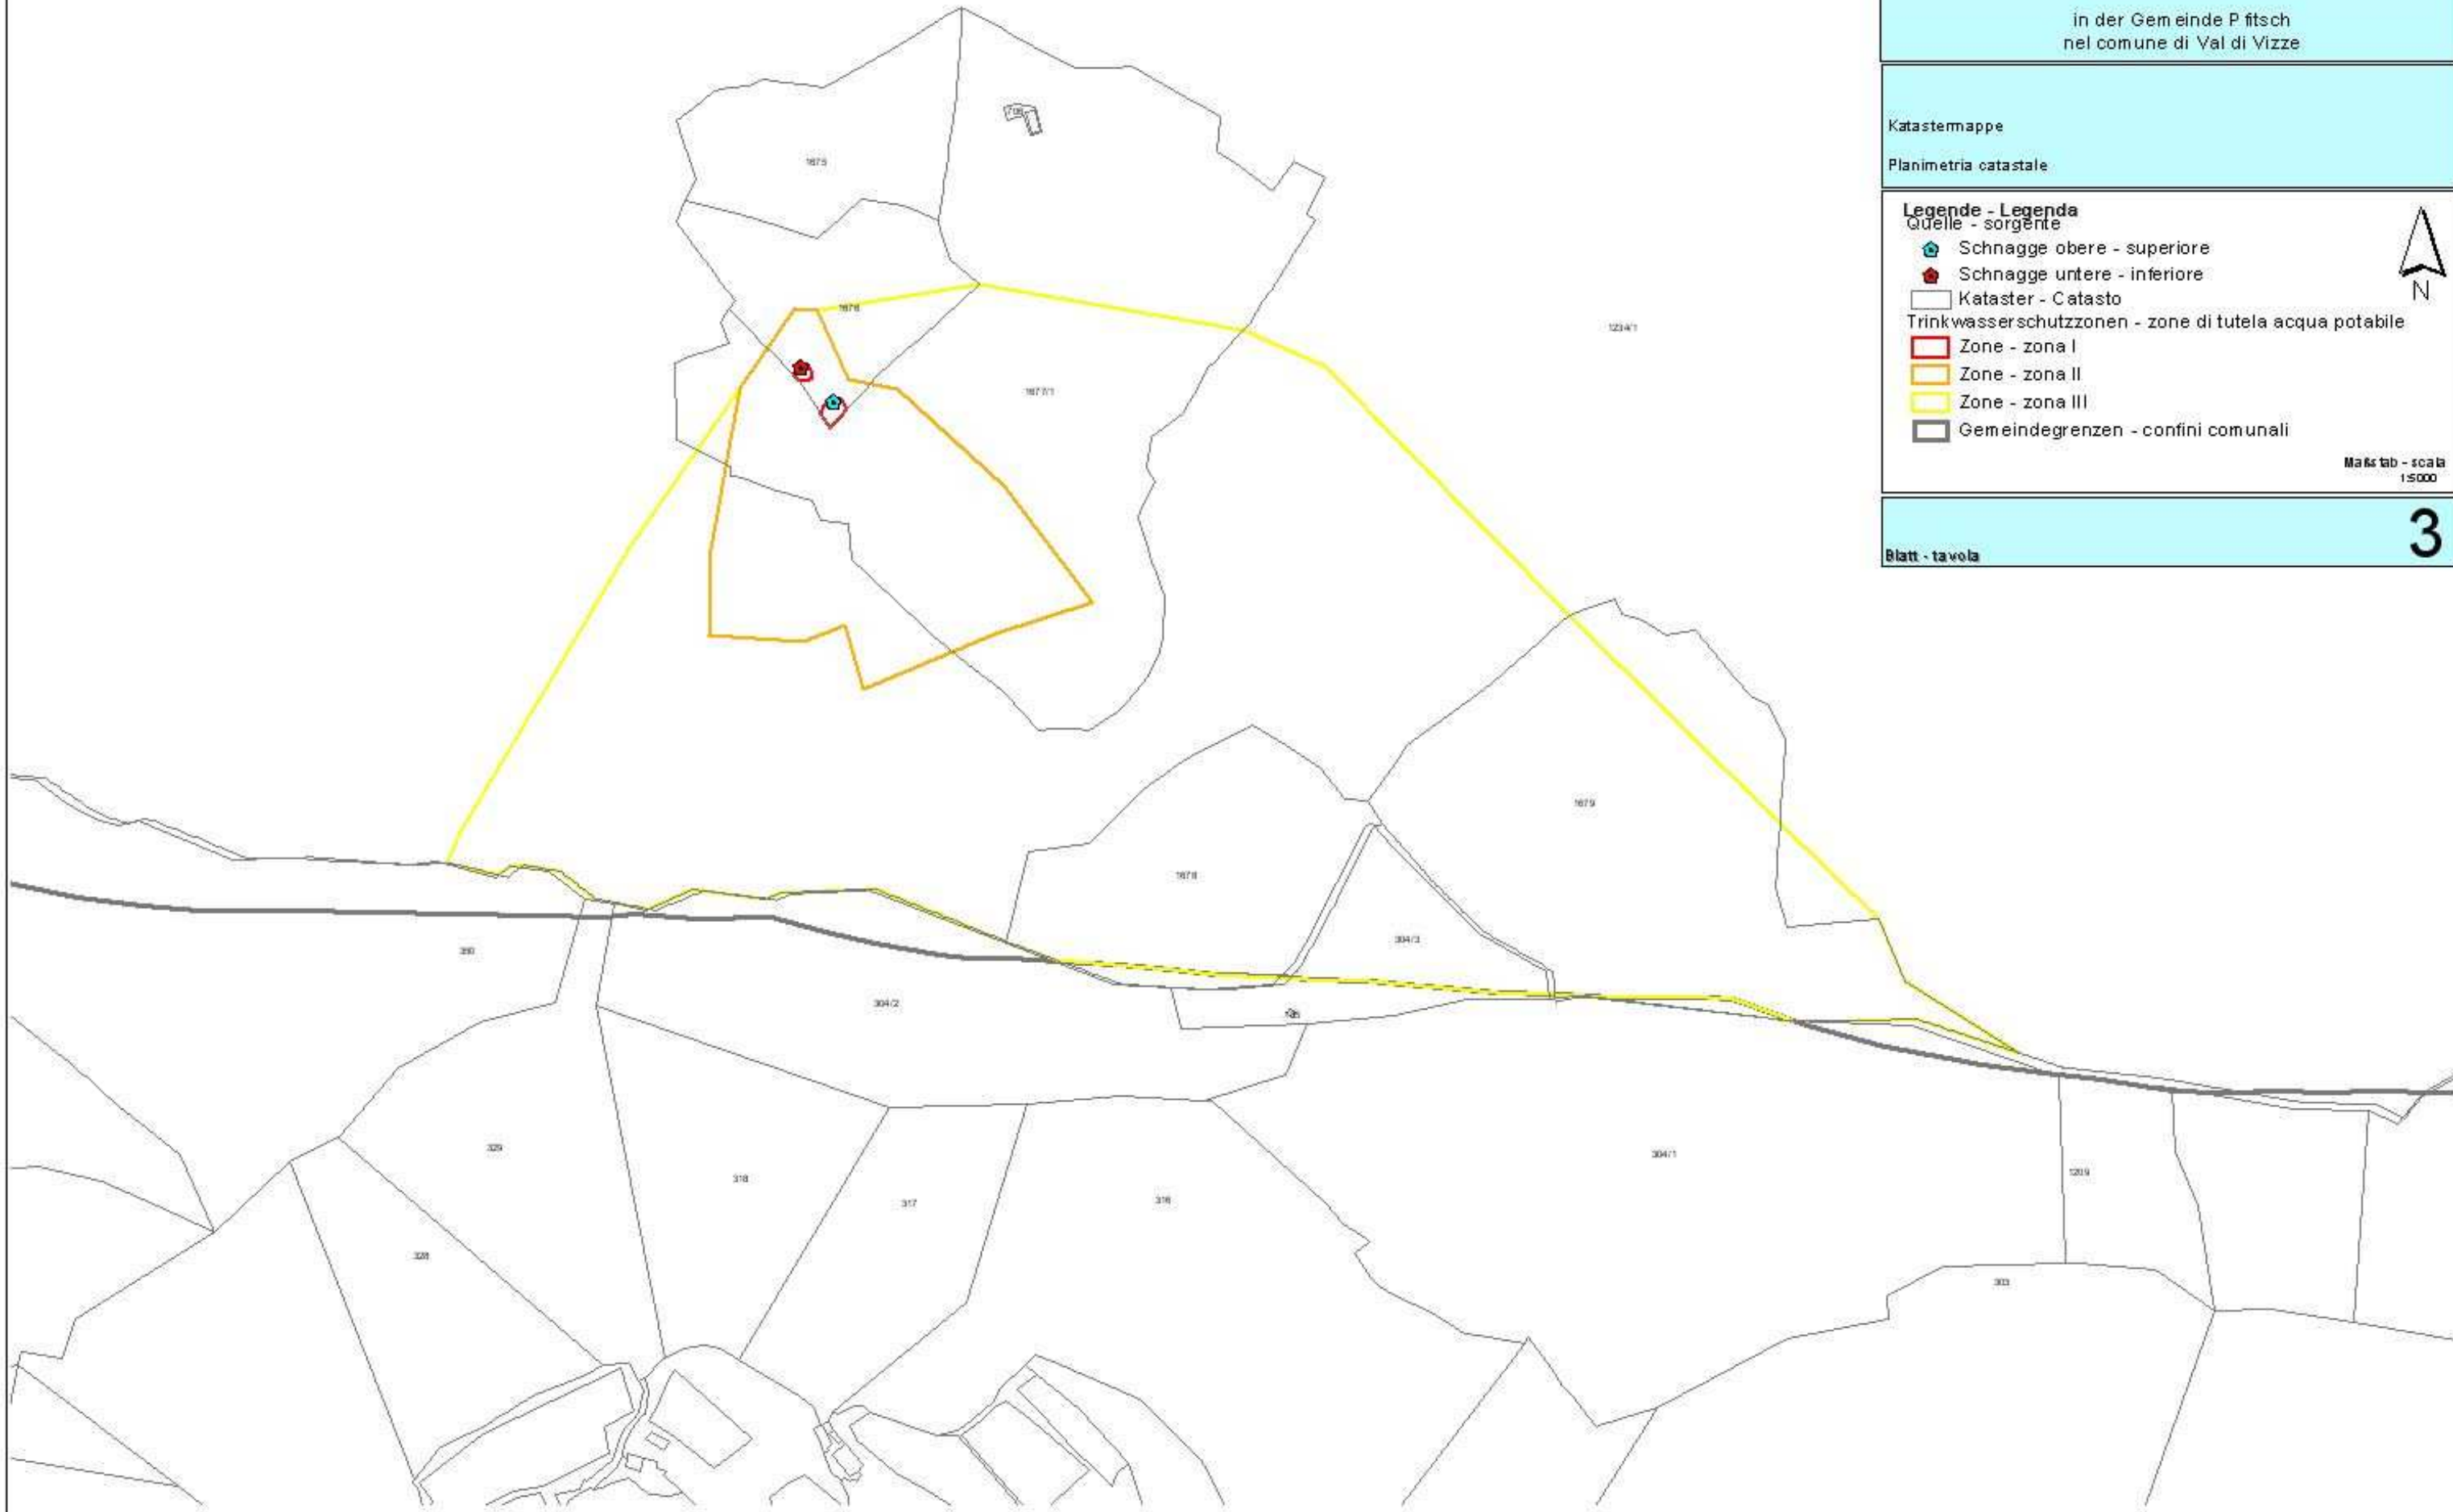 in der Gemeinde Pfitsch
nel comune di Val di Vizze
Katastermappe
Planimetria catastale
Legende - Legenda
Quelle - sorgente
Schnagge obere - superiore
Schnagge untere - inferiore
Kataster - Catasto
N
Trinkwasserschutzzonen - zone di tutela acqua potabile
Zone - zona I
Zone - zona II
Zone - zona III
Gemeindegrenzen - confini comunali
Maßstab - scala
1:5000
3
Blatt - tavola
1675
1676
1234/1
1677/1
1679
1678
304/3
350
304/2
329
318
317
316
304/1
1209
328
303